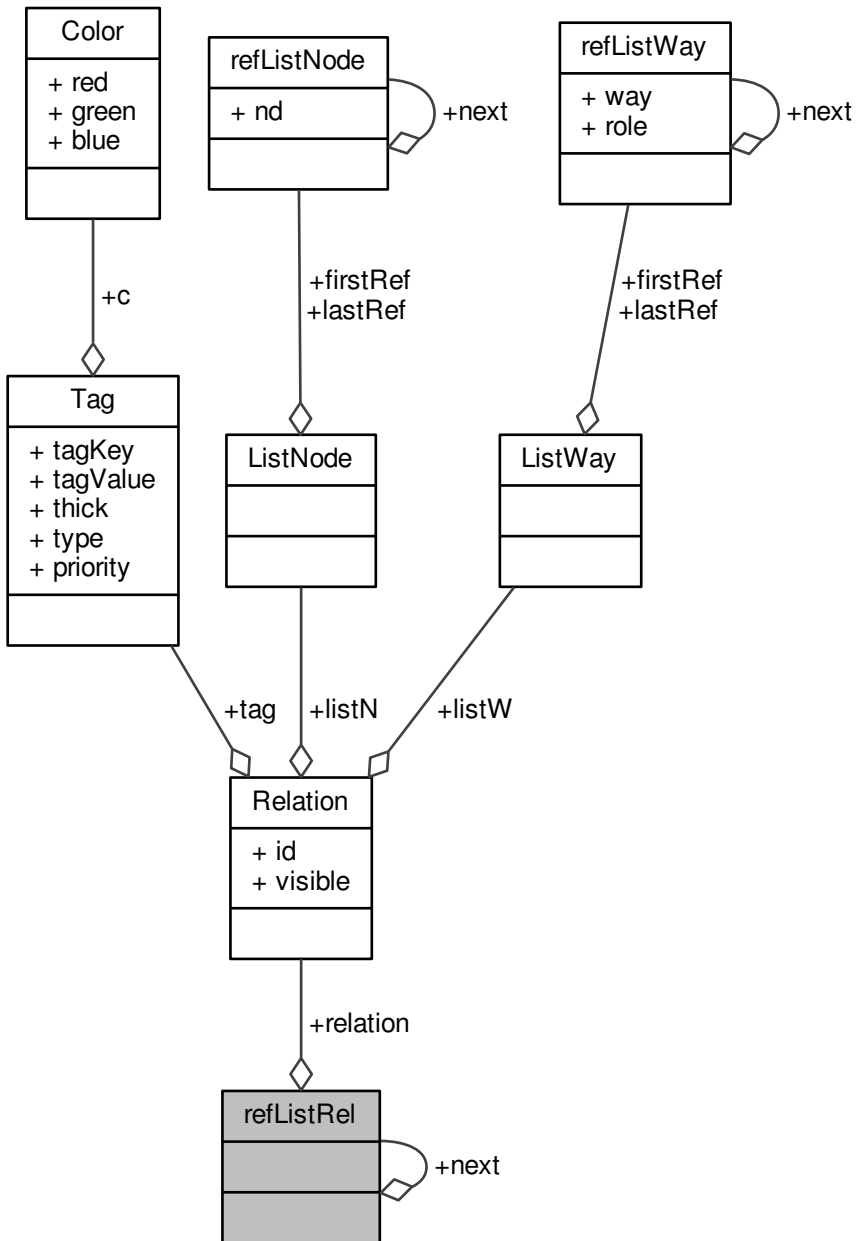 Color
+ red
+ green
+ blue
refListNode
+ nd
+next
refListWay
+ way
+ role
+next
+c
+firstRef
+lastRef
+firstRef
+lastRef
Tag
+ tagKey
+ tagValue
+ thick
+ type
+ priority
ListNode
ListWay
+tag
+listN
+listW
Relation
+ id
+ visible
+relation
refListRel
+next